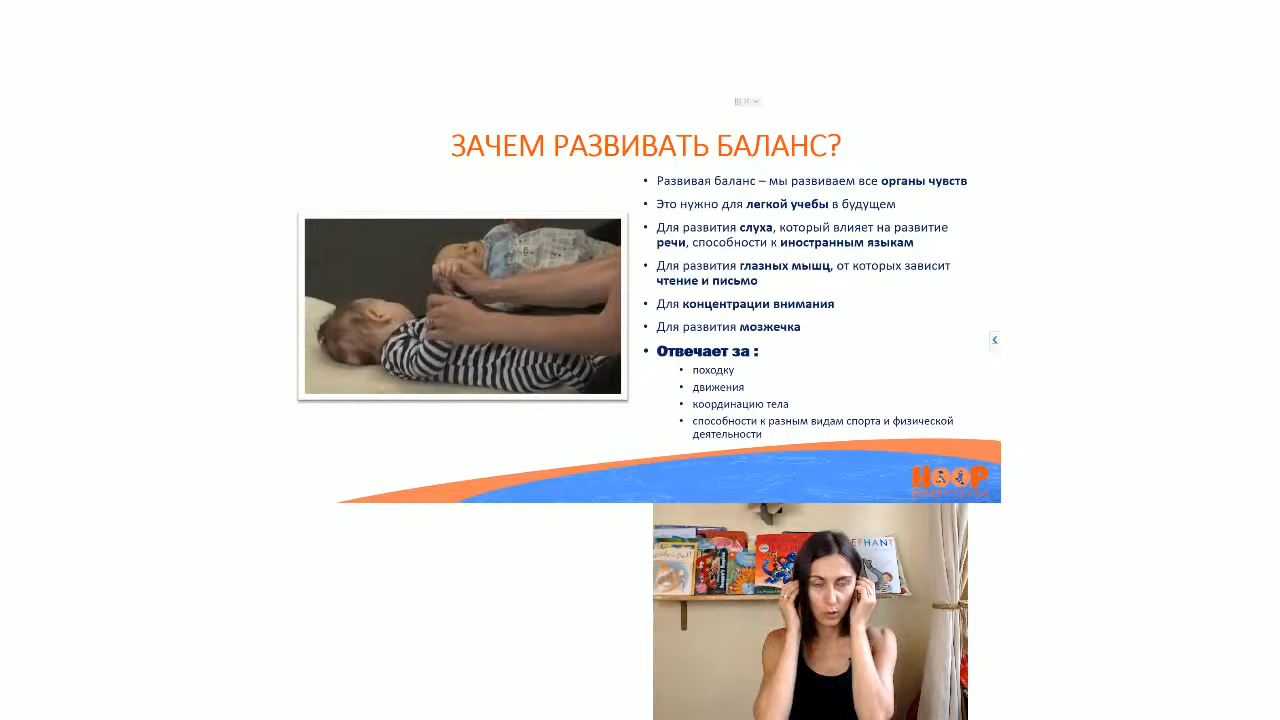 ЗАЧЕМ РАЗВИВАТЬ БАЛАНС?
• Развивая баланс – мы развиваем все органы чувств
• Это нужно для легкой учебы в будущем
• Для развития слуха, который влияет на развитие
речи, способности к иностранным языкам
• Для развития глазных мышц, от которых зависит
чтение и письмо
• Для концентрации внимания
• Для развития мозжечка
• Отвечает за :
• походку
• движения
• координацию тела
• способности к разным видам спорта и физической
деятельности
HOOP